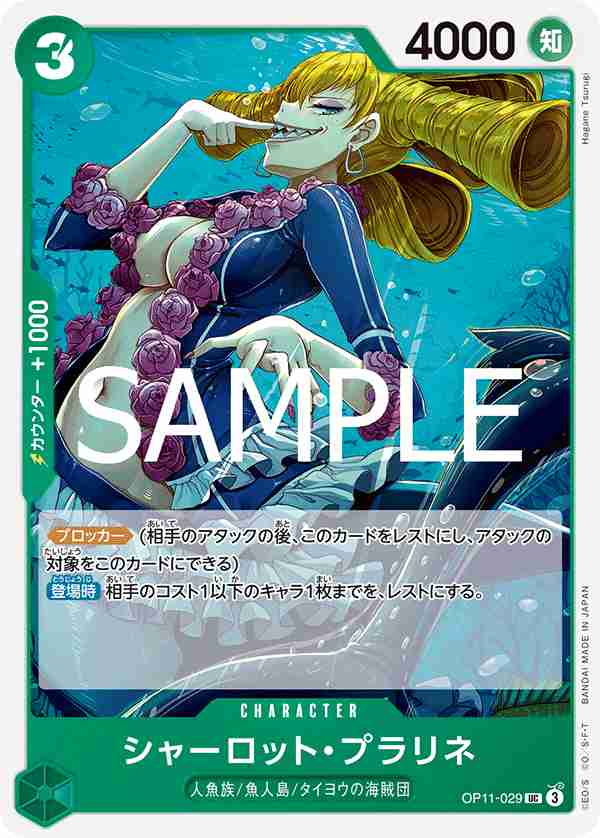 3
4000 知
Hagane Tsurugi
カウンター +1000
SAMPLE
ブロッカー (相手のアタックの後、このカードをレストにし、アタックの
対象をこのカードにできる)
登場時 相手のコスト1以下のキャラ1枚までを、レストにする。
CHARACTER
シャーロット・プラリネ
人魚族/魚人島/タイヨウの海賊団
OP11-029 UC 3
©E.O/S ©O/S・F・T BANDAI MADE IN JAPAN